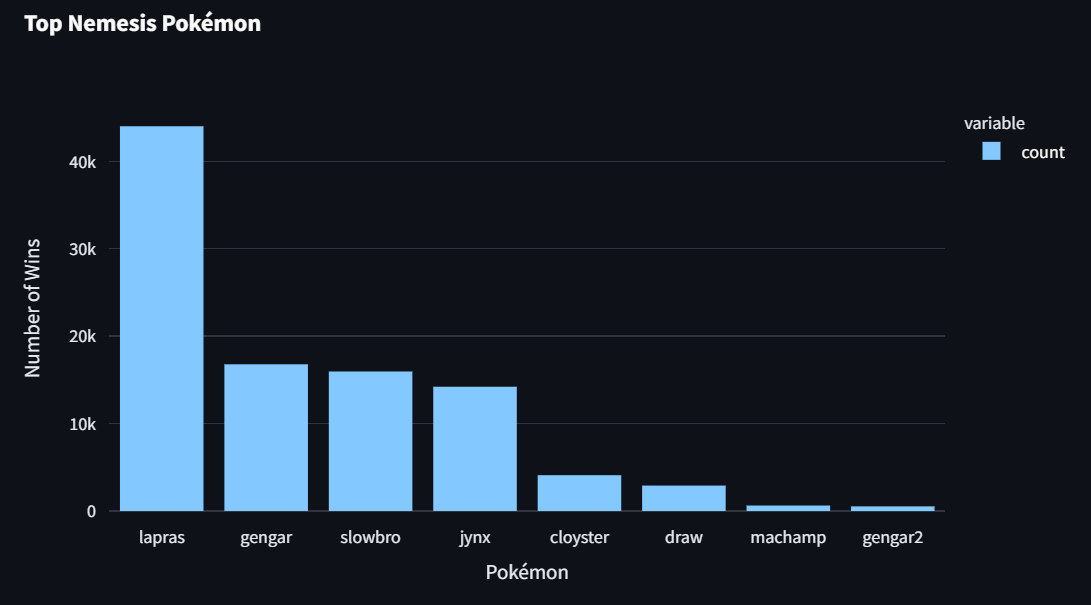 Top Nemesis Pokémon
variable
count
40k
30k
20k
10k
0
Number of Wins
lapras gengar slowbro jynx cloyster draw machamp gengar2
Pokémon